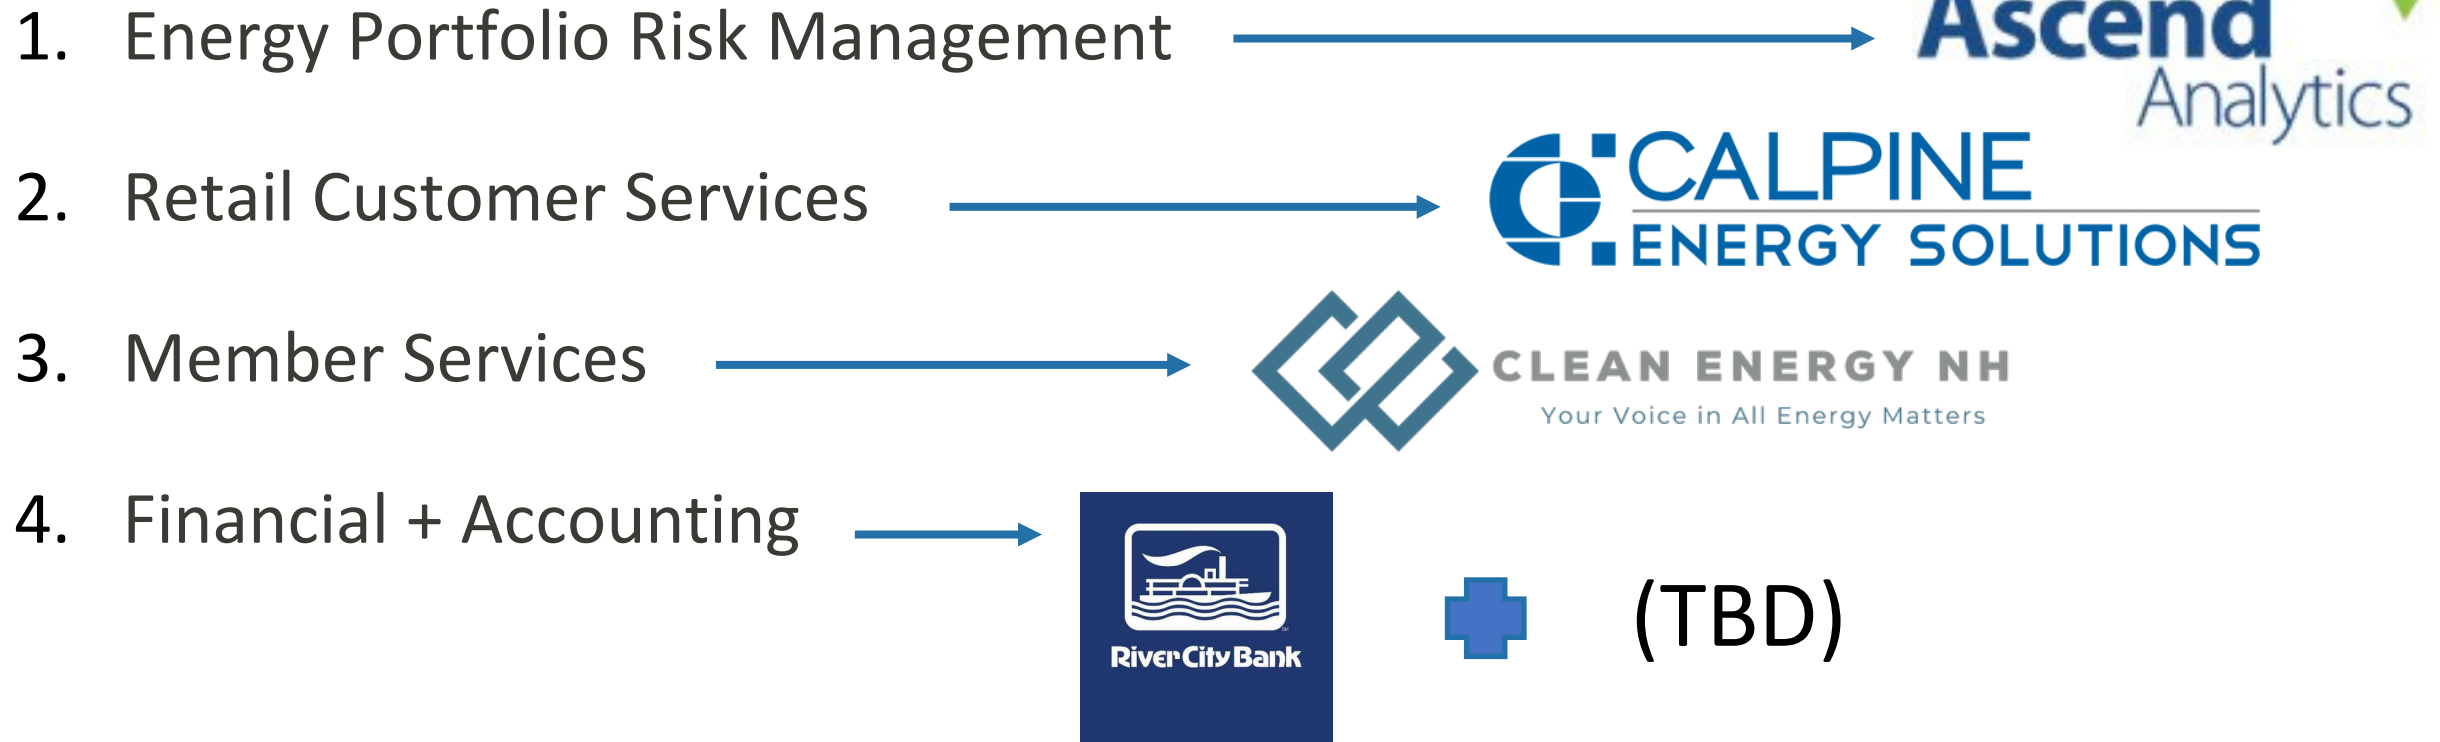 1. Energy Portfolio Risk Management
Ascend
Analytics
2. Retail Customer Services
CALPINE
ENERGY SOLUTIONS
3. Member Services
CLEAN ENERGY NH
Your Voice in All Energy Matters
4. Financial + Accounting
River City Bank
(TBD)